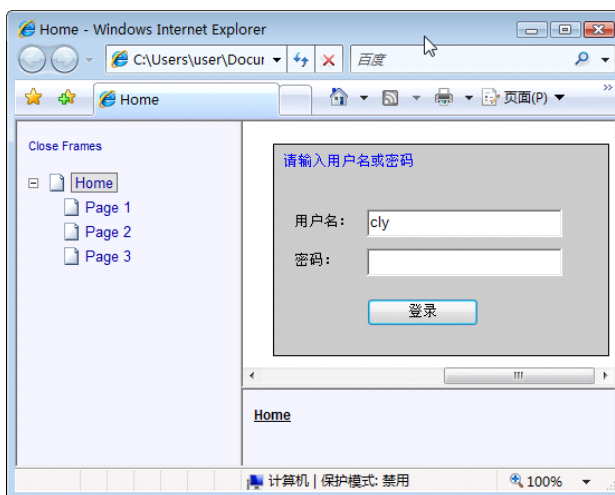 Home - Windows Internet Explorer
C:\Users\user\Docur
百度
Home
页面(P)
Close Frames
Home
Page 1
Page 2
Page 3
请输入用户名或密码
用户名: cly
密码:
登录
Home
计算机 | 保护模式: 禁用
100%